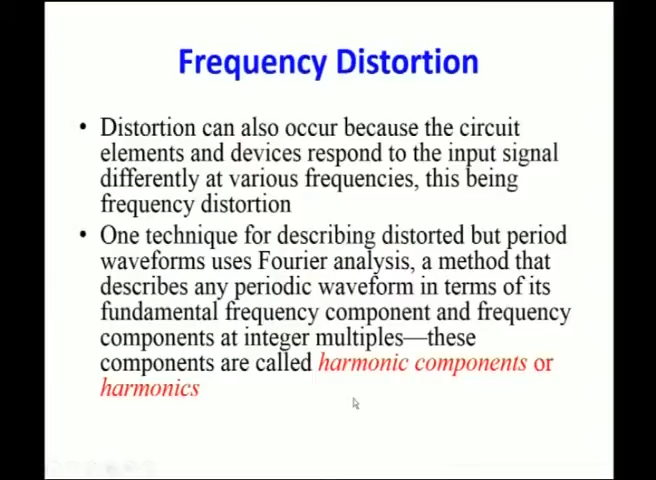 Frequency Distortion
• Distortion can also occur because the circuit
elements and devices respond to the input signal
differently at various frequencies, this being
frequency distortion
• One technique for describing distorted but period
waveforms uses Fourier analysis, a method that
describes any periodic waveform in terms of its
fundamental frequency component and frequency
components at integer multiples—these
components are called harmonic components or
harmonics